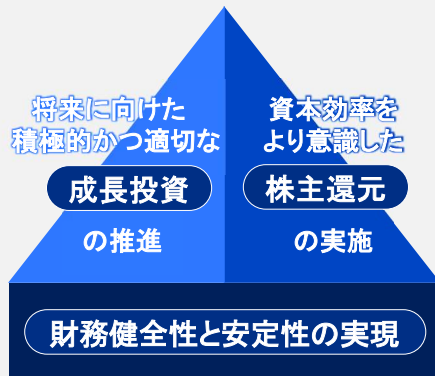 将来に向けた
積極的かつ適切な
成長投資
の推進
資本効率を
より意識した
株主還元
の実施
財務健全性と安定性の実現